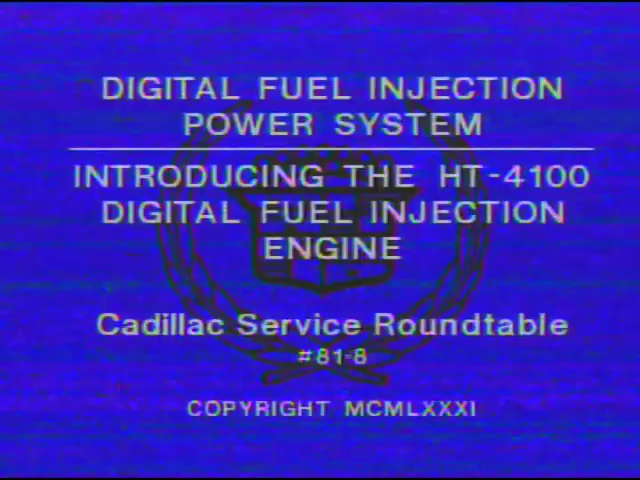 DIGITAL FUEL INJECTION
POWER SYSTEM
INTRODUCING THE HT-4100
DIGITAL FUEL INJECTION
ENGINE
Cadillac Service Roundtable
#81-8
COPYRIGHT MCMLXXXI